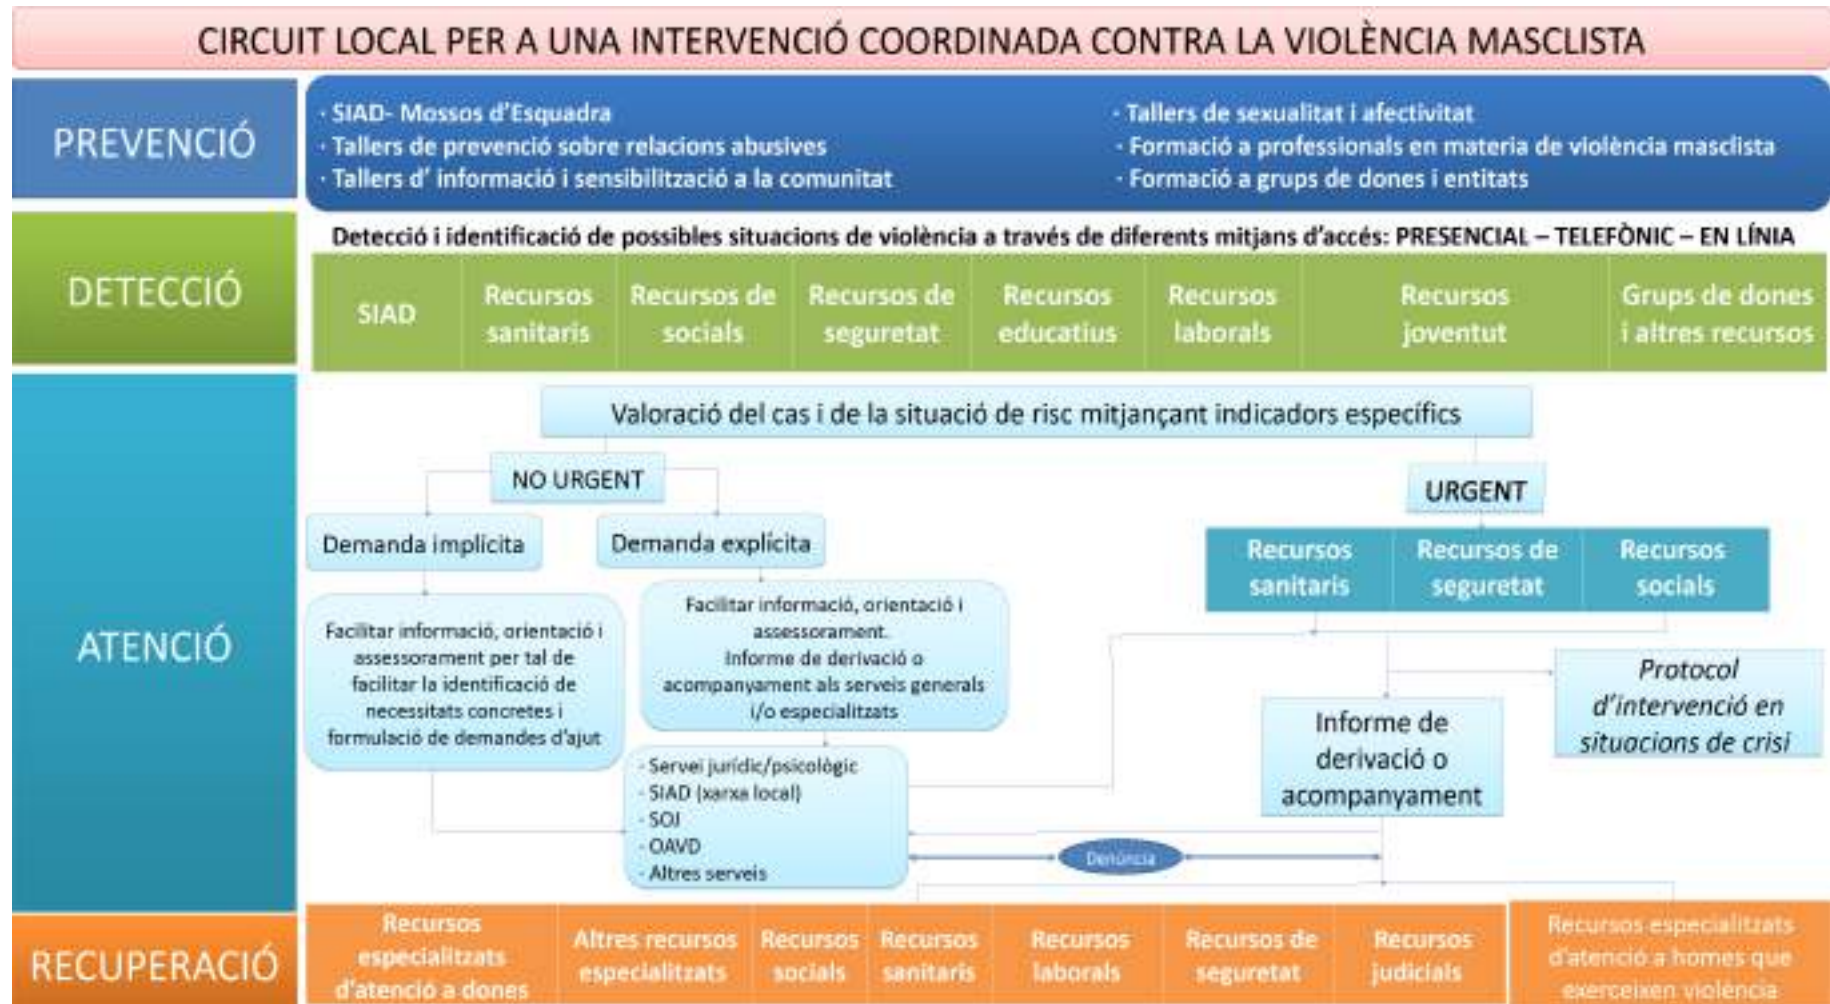 CIRCUIT LOCAL PER A UNA INTERVENCIÓ COORDINADA CONTRA LA VIOLÈNCIA MASCLISTA
PREVENCIÓ
· SIAD- Mossos d'Esquadra
· Tallers de prevenció sobre relacions abusives
· Tallers d' informació i sensibilització a la comunitat
· Tallers de sexualitat i afectivitat
· Formació a professionals en materia de violència masclista
· Formació a grups de dones i entitats
DETECCIÓ
Detecció i identificació de possibles situacions de violència a través de diferents mitjans d'accés: PRESENCIAL – TELEFÒNIC – EN LÍNIA
SIAD
Recursos
sanitaris
Recursos de
socials
Recursos de
seguretat
Recursos
educatius
Recursos
laborals
Recursos
joventut
Grups de dones
i altres recursos
ATENCIÓ
Valoració del cas i de la situació de risc mitjançant indicadors específics
NO URGENT
URGENT
Demanda implícita
Demanda explícita
Recursos
sanitaris
Recursos de
seguretat
Recursos
socials
Facilitar informació, orientació i
assessorament per tal de
facilitar la identificació de
necessitats concretes i
formulació de demandes d'ajut
Facilitar informació, orientació i
assessorament.
Informe de derivació o
acompanyament als serveis generals
i/o especialitzats
Protocol
d'intervenció en
situacions de crisi
Informe de
derivació o
acompanyament
· Servei jurídic/psicològic
· SIAD (xarxa local)
· SOJ
· OAVD
· Altres serveis
Denúncia
RECUPERACIÓ
Recursos
especialitzats
d'atenció a dones
Altres recursos
especialitzats
Recursos
socials
Recursos
sanitaris
Recursos
laborals
Recursos de
seguretat
Recursos
judicials
Recursos especialitzats
d'atenció a homes que
exerceixen violència